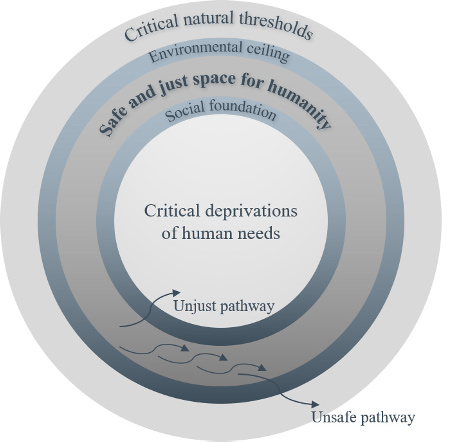 Critical natural thresholds
Environmental ceiling
Safe and just space for humanity
Social foundation
Critical deprivations
of human needs
Unjust pathway
Unsafe pathway